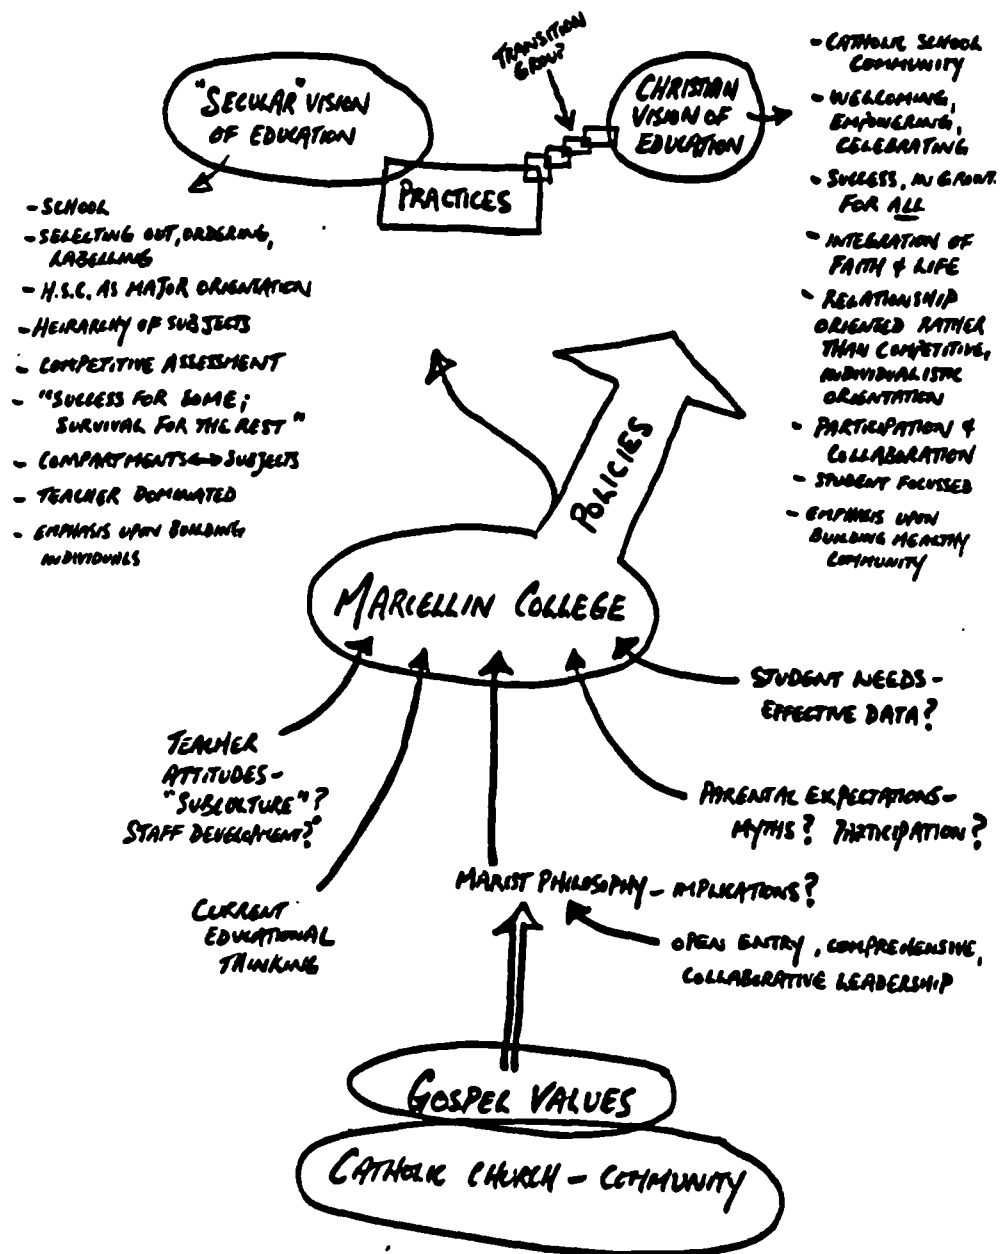 TRANSITION
GROUP
"SECULAR" VISION
OF EDUCATION
CHRISTIAN
VISION OF
EDUCATION
PRACTICES
- SCHOOL
- SELECTING OUT, ORDERING,
LABELLING
- H.S.C. AS MAJOR ORIENTATION
- HEIRARCHY OF SUBJECTS
- COMPETITIVE ASSESSMENT
- "SUCCESS FOR SOME;
SURVIVAL FOR THE REST"
- COMPARTMENTS ↔ SUBJECTS
- TEACHER DOMINATED
- EMPHASIS UPON BUILDING
INDIVIDUALS
- CATHOLIC SCHOOL
COMMUNITY
- WELCOMING,
EMPOWERING,
CELEBRATING
- SUCCESS, IN GROWT.
FOR ALL
- INTEGRATION OF
FAITH & LIFE
- RELATIONSHIP
ORIENTED RATHER
THAN COMPETITIVE,
INDIVIDUALISTIC
ORIENTATION
- PARTICIPATION &
COLLABORATION
- STUDENT FOCUSSED
- EMPHASIS UPON
BUILDING HEALTHY
COMMUNITY
POLICIES
MARCELLIN COLLEGE
TEACHER
ATTITUDES -
"SUBCULTURE"?
STAFF DEVELOPMENT?"
CURRENT
EDUCATIONAL
THINKING
STUDENT NEEDS -
EFFECTIVE DATA?
PARENTAL EXPECTATIONS -
MYTHS? PARTICIPATION?
MARIST PHILOSOPHY - IMPLICATIONS?
OPEN ENTRY, COMPREHENSIVE,
COLLABORATIVE LEADERSHIP
GOSPEL VALUES
CATHOLIC CHURCH - COMMUNITY